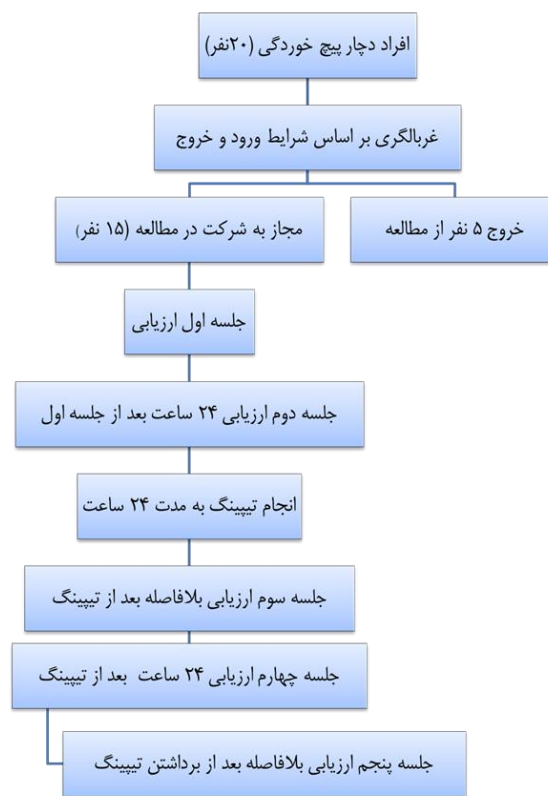 افراد دچار پیچ خوردگی (۲۰نفر)
غربالگری بر اساس شرایط ورود و خروج
خروج ۵ نفر از مطالعه
مجاز به شرکت در مطالعه (۱۵ نفر)
جلسه اول ارزیابی
جلسه دوم ارزیابی ۲۴ ساعت بعد از جلسه اول
انجام تیپینگ به مدت ۲۴ ساعت
جلسه سوم ارزیابی بلافاصله بعد از تیپینگ
جلسه چهارم ارزیابی ۲۴ ساعت بعد از تیپینگ
جلسه پنجم ارزیابی بلافاصله بعد از برداشتن تیپینگ